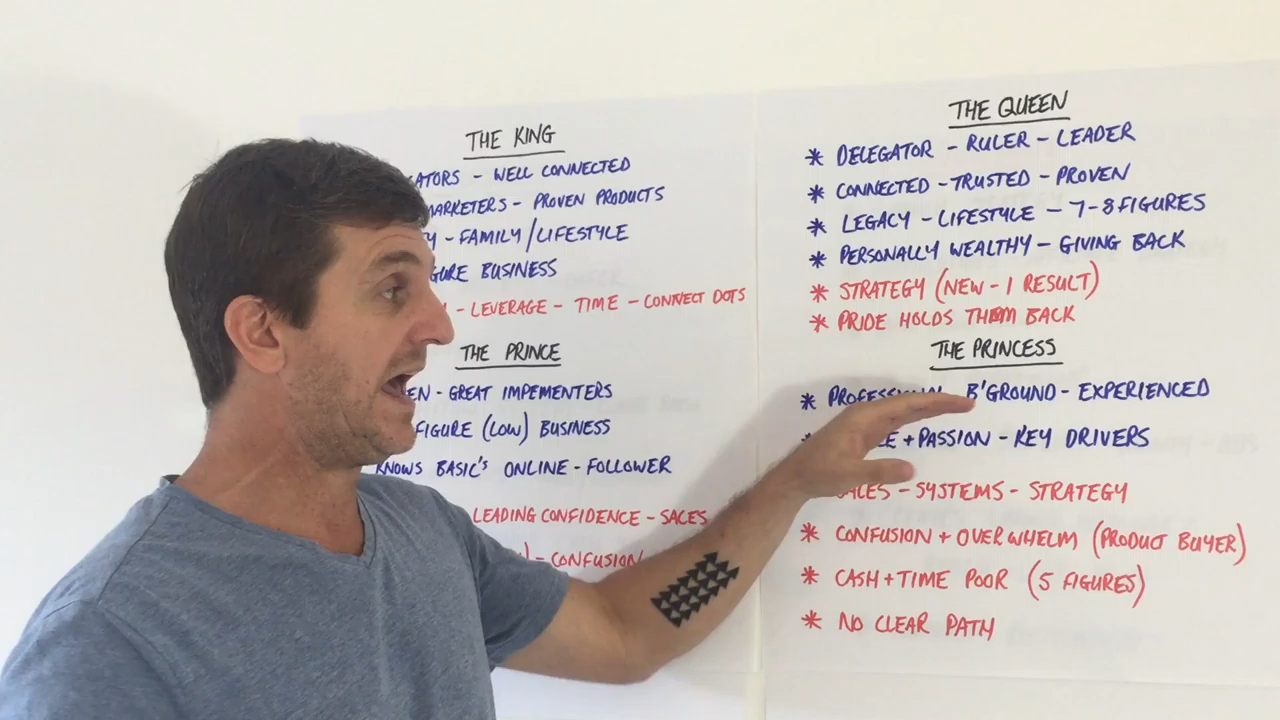 THE KING
WELL CONNECTED
MARKETERS - PROVEN PRODUCTS
- FAMILY/LIFESTYLE
BUSINESS
- LEVERAGE - TIME - CONNECT DOTS
THE PRINCE
- GREAT IMPEMENTERS
FIGURE (LOW) BUSINESS
KNOWS BASIC'S ONLINE - FOLLOWER
LEADING CONFIDENCE - SALES
- CONFUSION
THE QUEEN
* DELEGATOR - RULER - LEADER
* CONNECTED - TRUSTED - PROVEN
* LEGACY - LIFESTYLE - 7-8 FIGURES
* PERSONALLY WEALTHY - GIVING BACK
* STRATEGY (NEW - 1 RESULT)
* PRIDE HOLDS THEM BACK
THE PRINCESS
* PROFESSIONAL B'GROUND - EXPERIENCED
+ PASSION - KEY DRIVERS
SALES - SYSTEMS - STRATEGY
* CONFUSION + OVERWHELM (PRODUCT BUYER)
* CASH + TIME POOR (5 FIGURES)
* NO CLEAR PATH